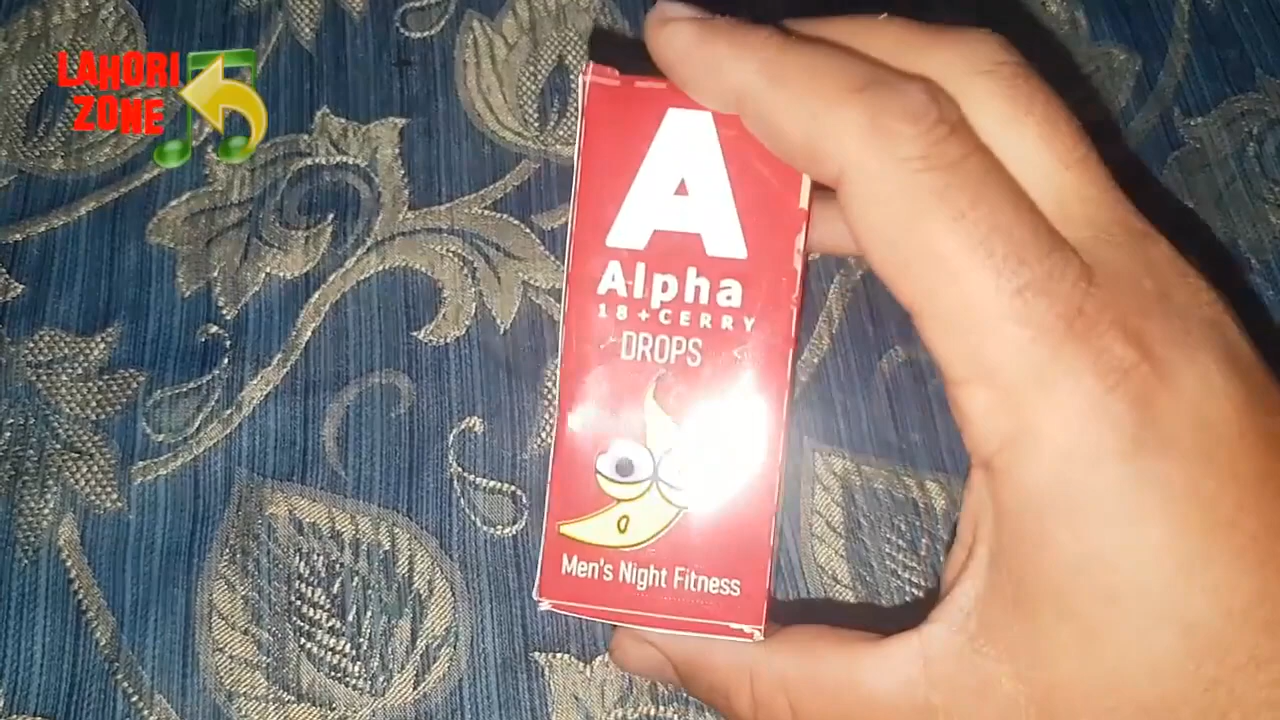 LAHORI
ZONE
A
Alpha
18+CERRY
DROPS
Men's Night Fitness